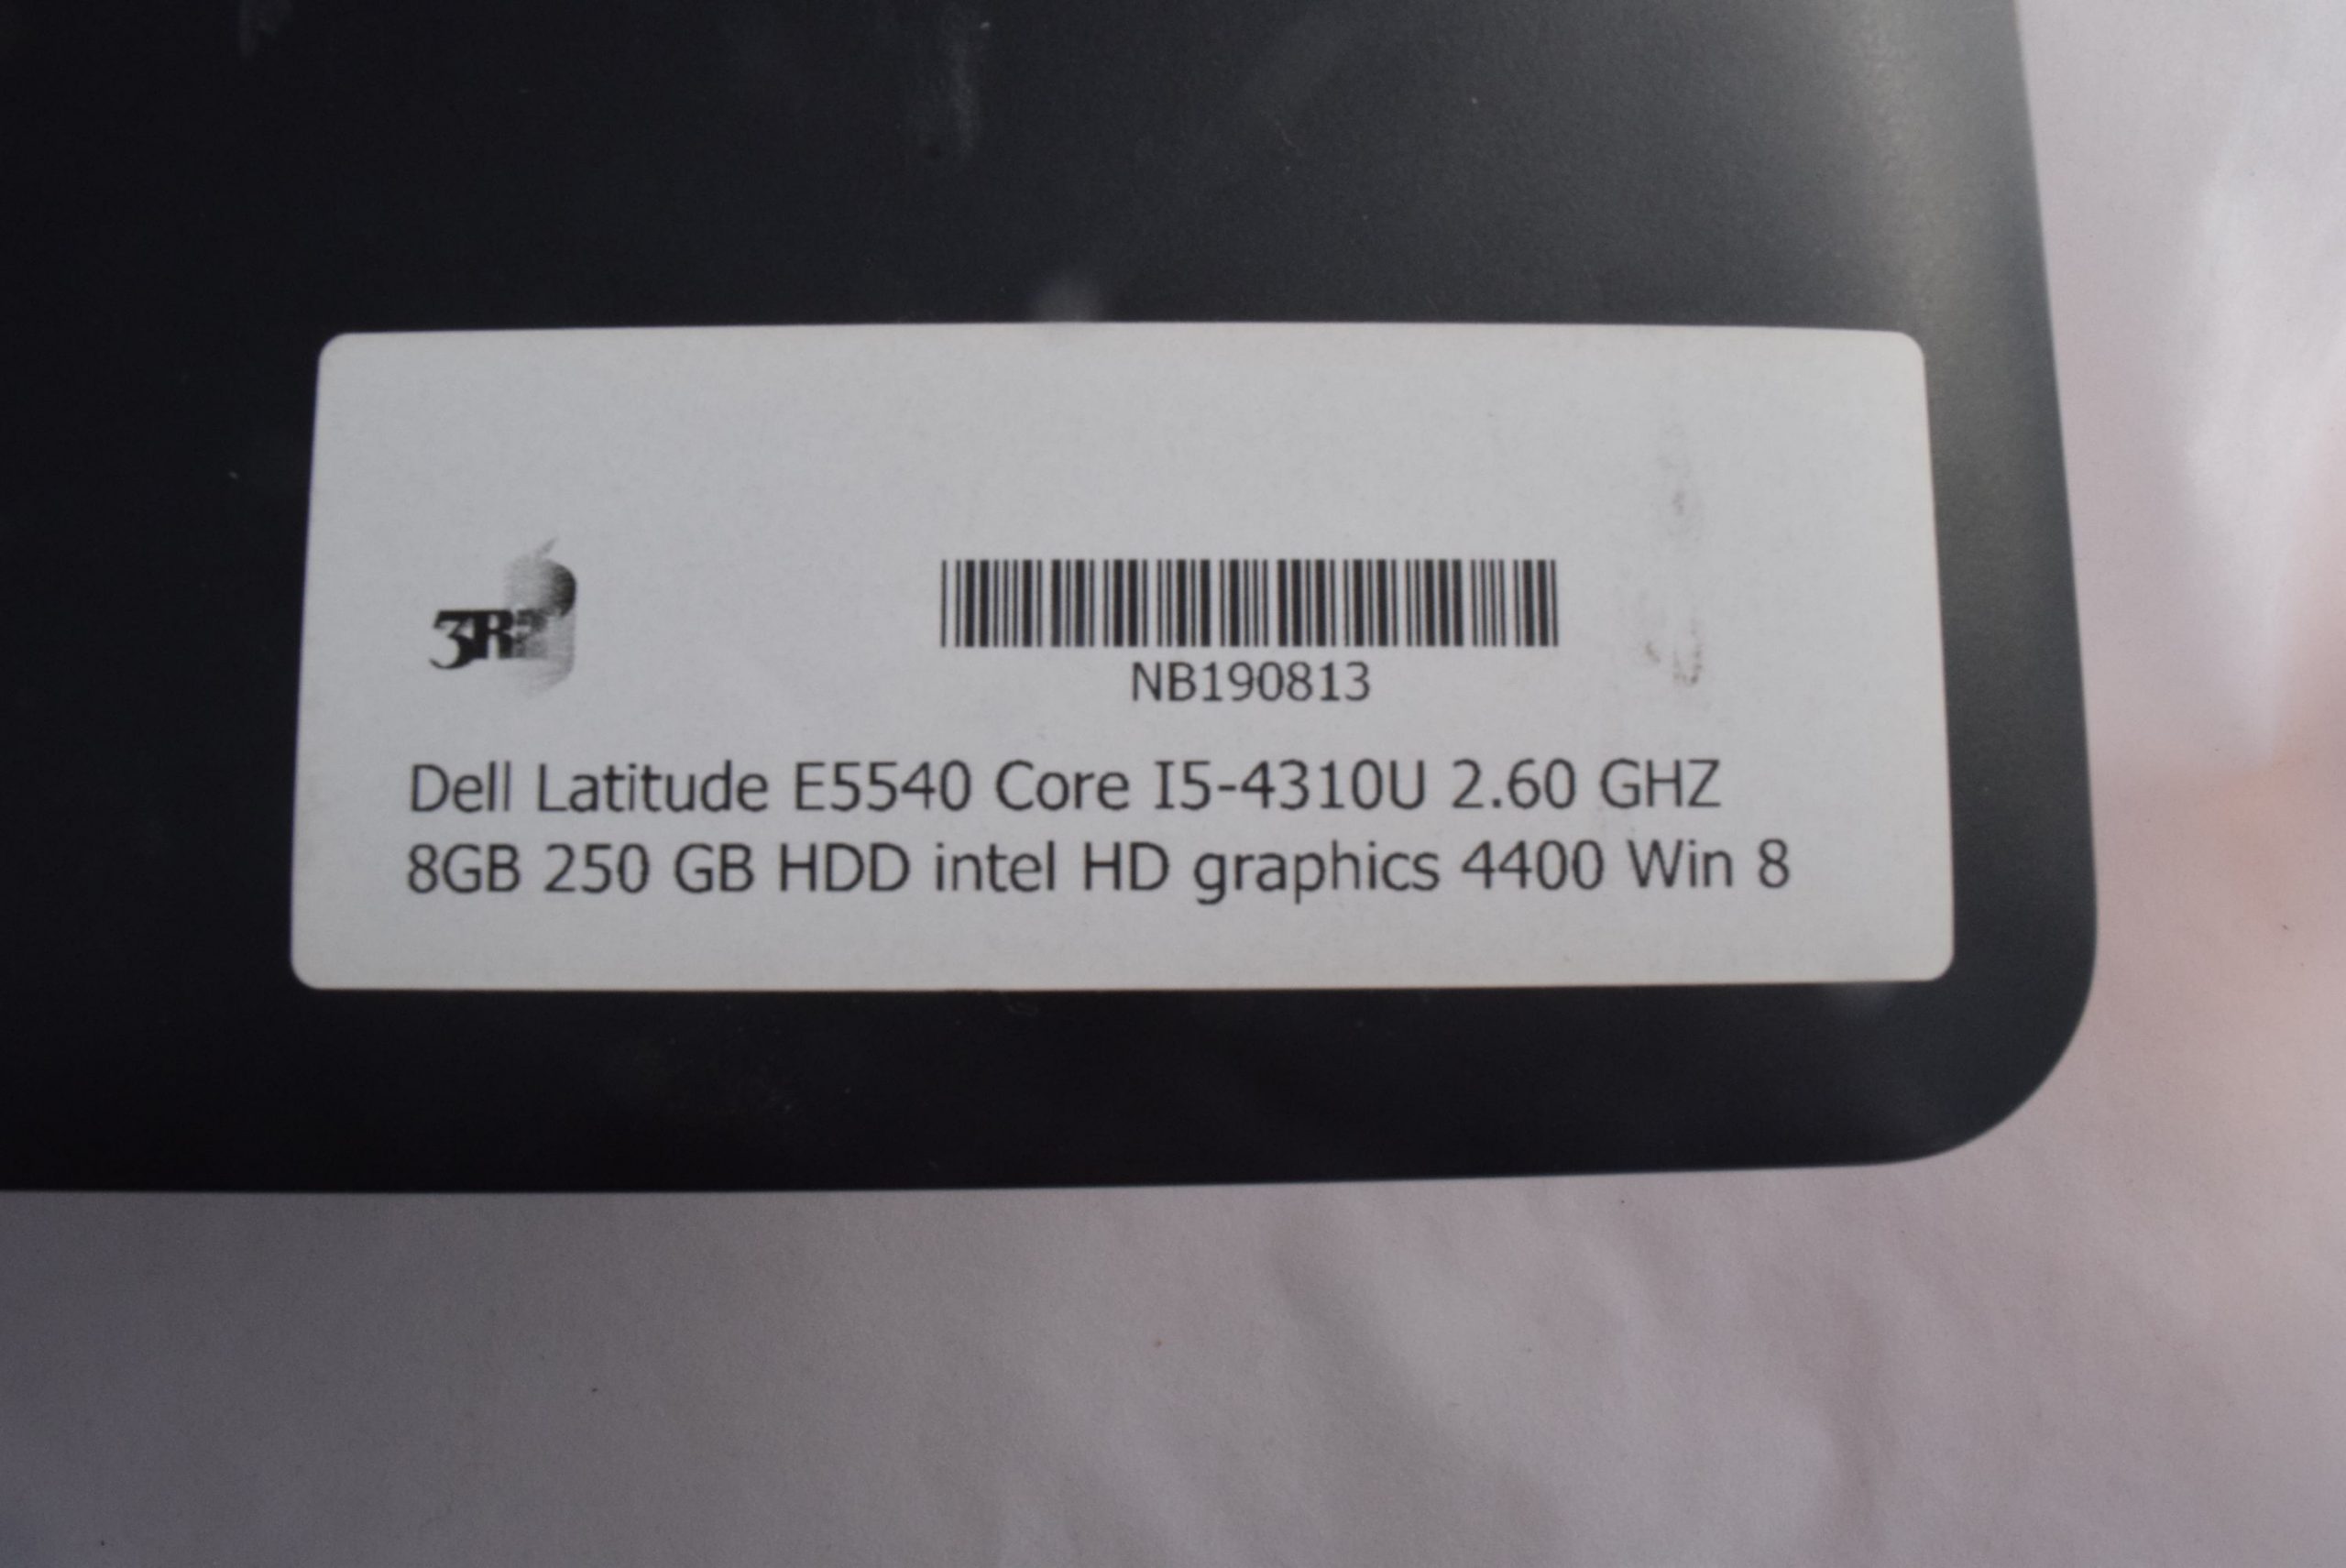 3R
NB190813
Dell Latitude E5540 Core I5-4310U 2.60 GHZ
8GB 250 GB HDD intel HD graphics 4400 Win 8